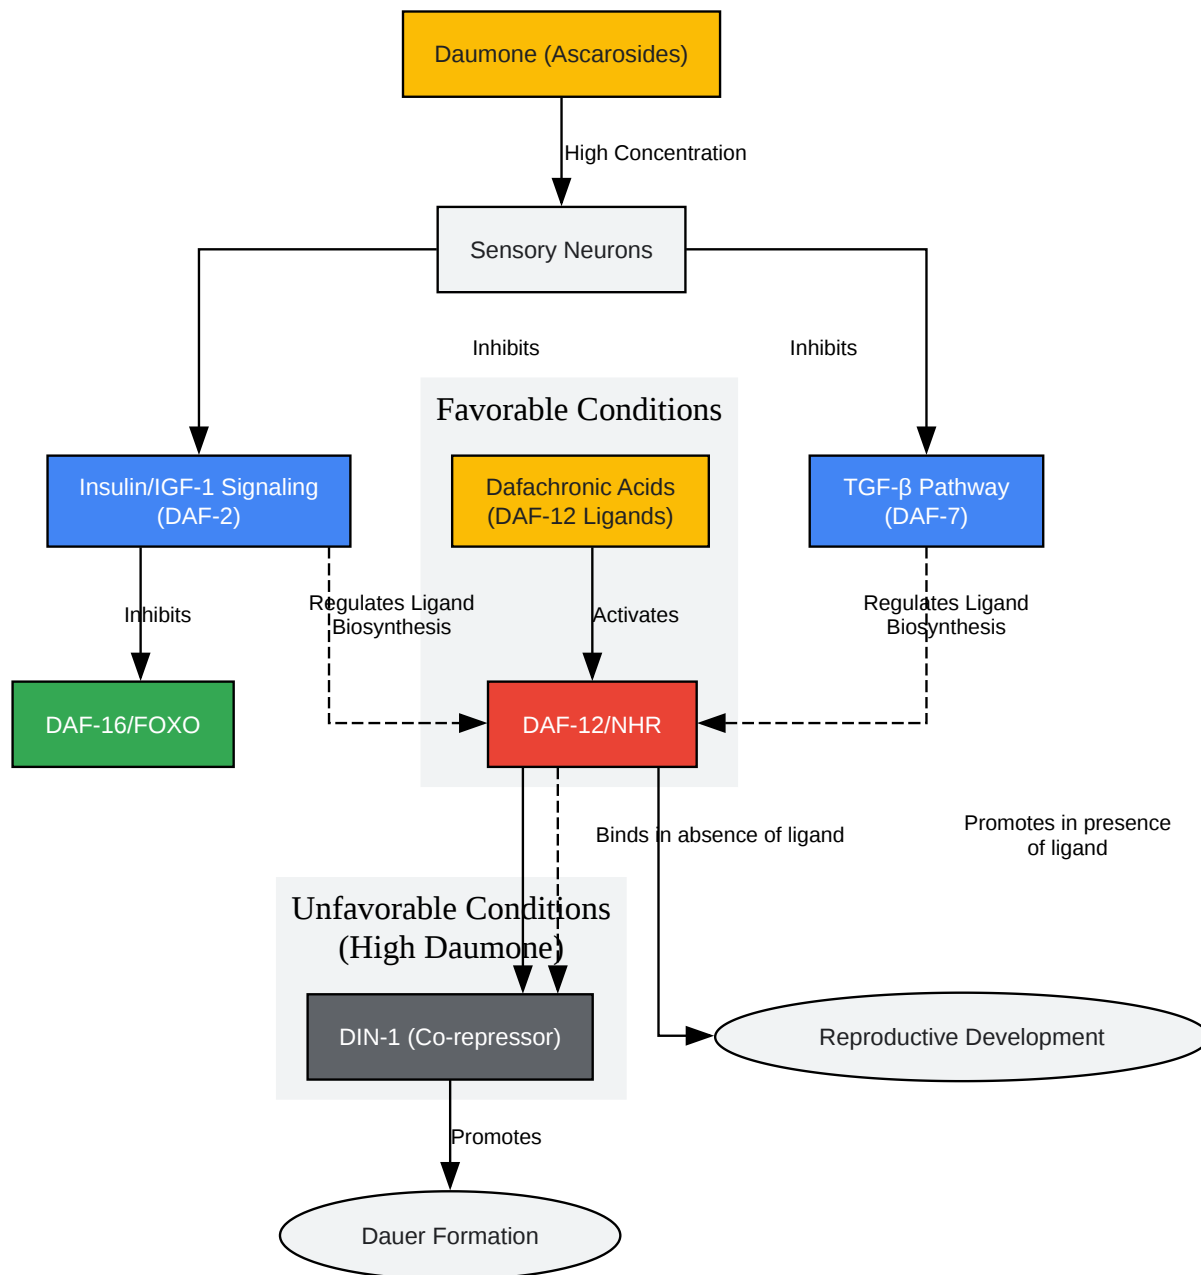 Daumone (Ascarosides)
High Concentration
Sensory Neurons
Inhibits
Inhibits
Favorable Conditions
Insulin/IGF-1 Signaling
(DAF-2)
Dafachronic Acids
(DAF-12 Ligands)
TGF-β Pathway
(DAF-7)
Inhibits
Regulates Ligand
Biosynthesis
Activates
Regulates Ligand
Biosynthesis
DAF-16/FOXO
DAF-12/NHR
Binds in absence of ligand
Promotes in presence
of ligand
Unfavorable Conditions
(High Daumone)
DIN-1 (Co-repressor)
Reproductive Development
Promotes
Dauer Formation